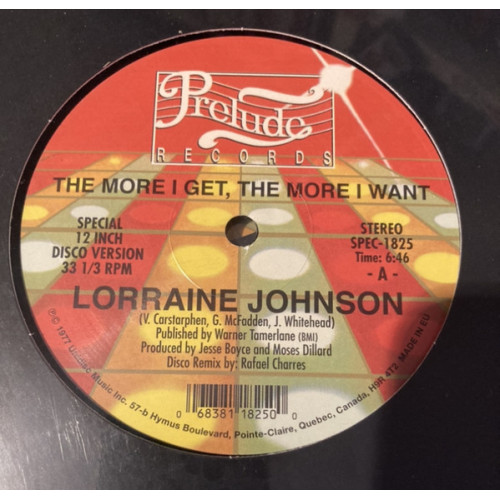 Prelude
RECORDS
THE MORE I GET, THE MORE I WANT
SPECIAL
12 INCH
DISCO VERSION
33 1/3 RPM
STEREO
SPEC-1825
Time: 6:46
- A -
LORRAINE JOHNSON
(V. Carstarphen, G. McFadden, J. Whitehead)
Published by Warner Tamerlane (BMI)
Produced by Jesse Boyce and Moses Dillard
Disco Remix by: Rafael Charres
0 68381 18250 0
℗© 1977 Unidisc Music Inc. 57-b Hymus Boulevard, Pointe-Claire, Quebec, Canada, H9R 4T2 MADE IN EU